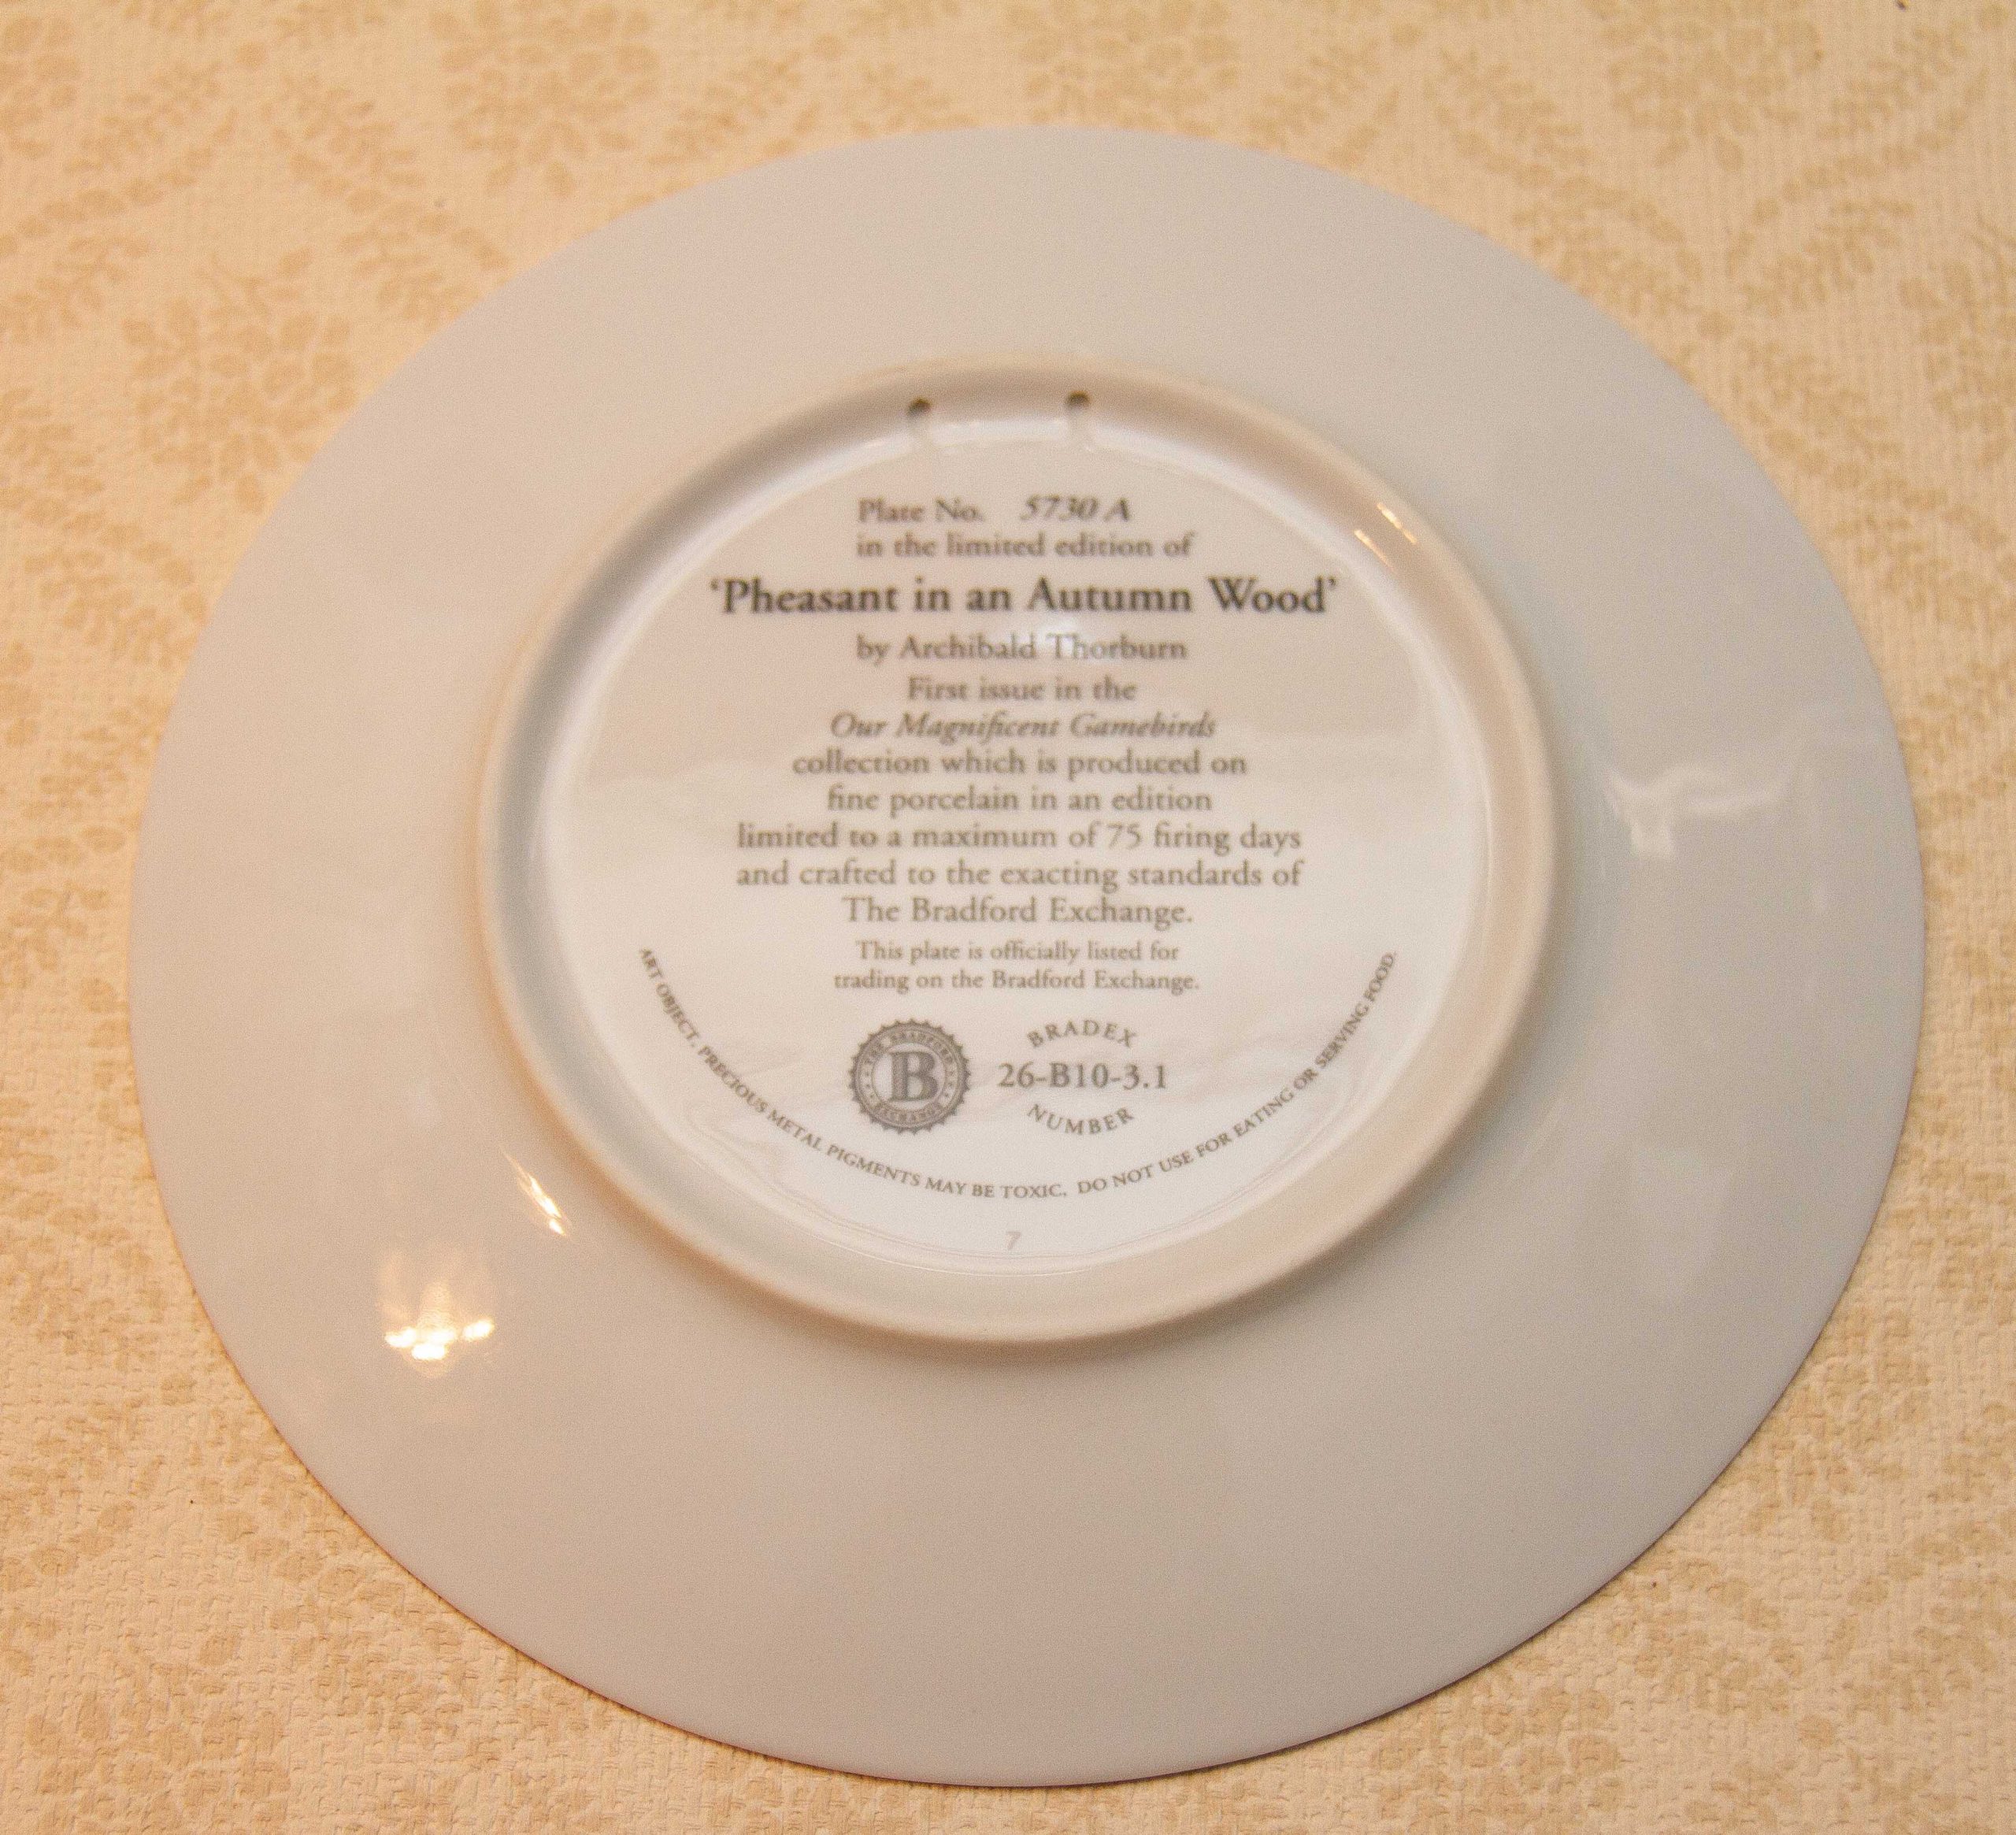 Plate No. 5730 A
in the limited edition of
‘Pheasant in an Autumn Wood’
by Archibald Thorburn
First issue in the
Our Magnificent Gamebirds
collection which is produced on
fine porcelain in an edition
limited to a maximum of 75 firing days
and crafted to the exacting standards of
The Bradford Exchange.
This plate is officially listed for
trading on the Bradford Exchange.
THE BRADFORD
B
EXCHANGE
BRADEX
26-B10-3.1
NUMBER
ART OBJECT. PRECIOUS METAL PIGMENTS MAY BE TOXIC. DO NOT USE FOR EATING OR SERVING FOOD.
7